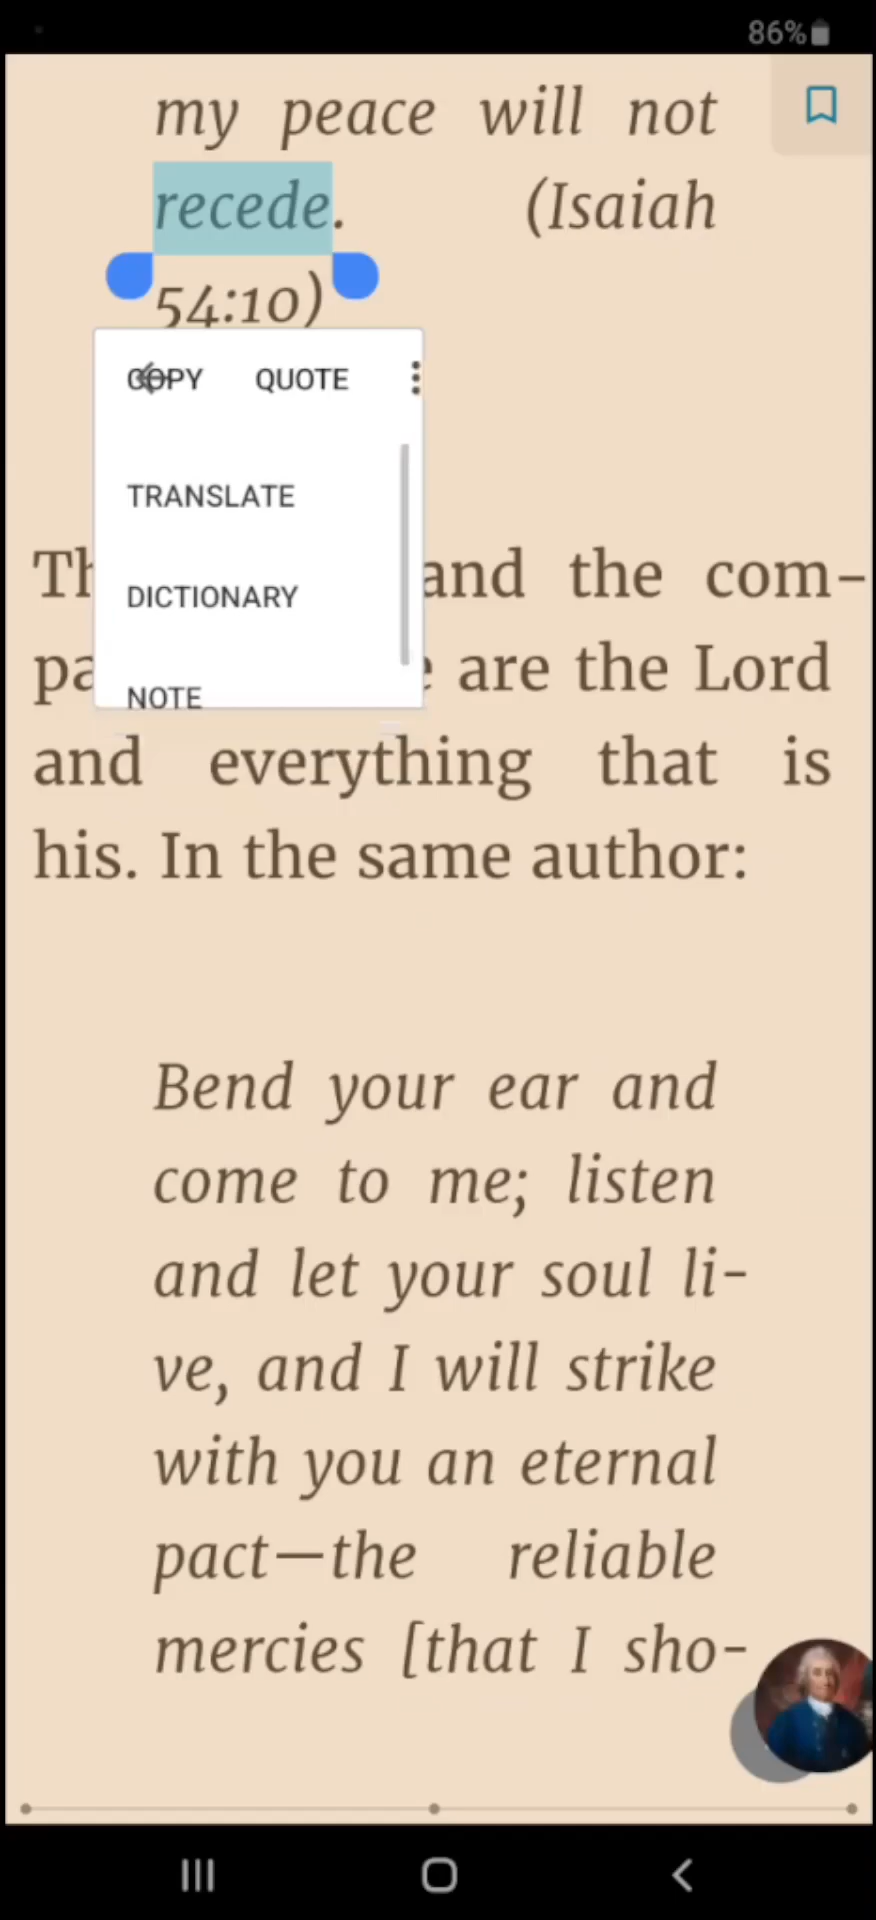 86%
my peace will not
recede. (Isaiah
54:10)
COPY QUOTE
TRANSLATE
DICTIONARY
NOTE
and the com-
are the Lord
and everything that is
his. In the same author:
Bend your ear and
come to me; listen
and let your soul li-
ve, and I will strike
with you an eternal
pact—the reliable
mercies [that I sho-